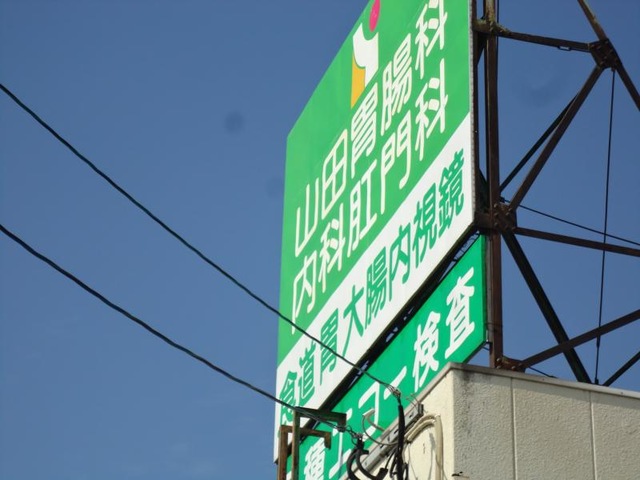 山田胃腸科
内科肛門科
食道胃大腸内視鏡
種エコー検査